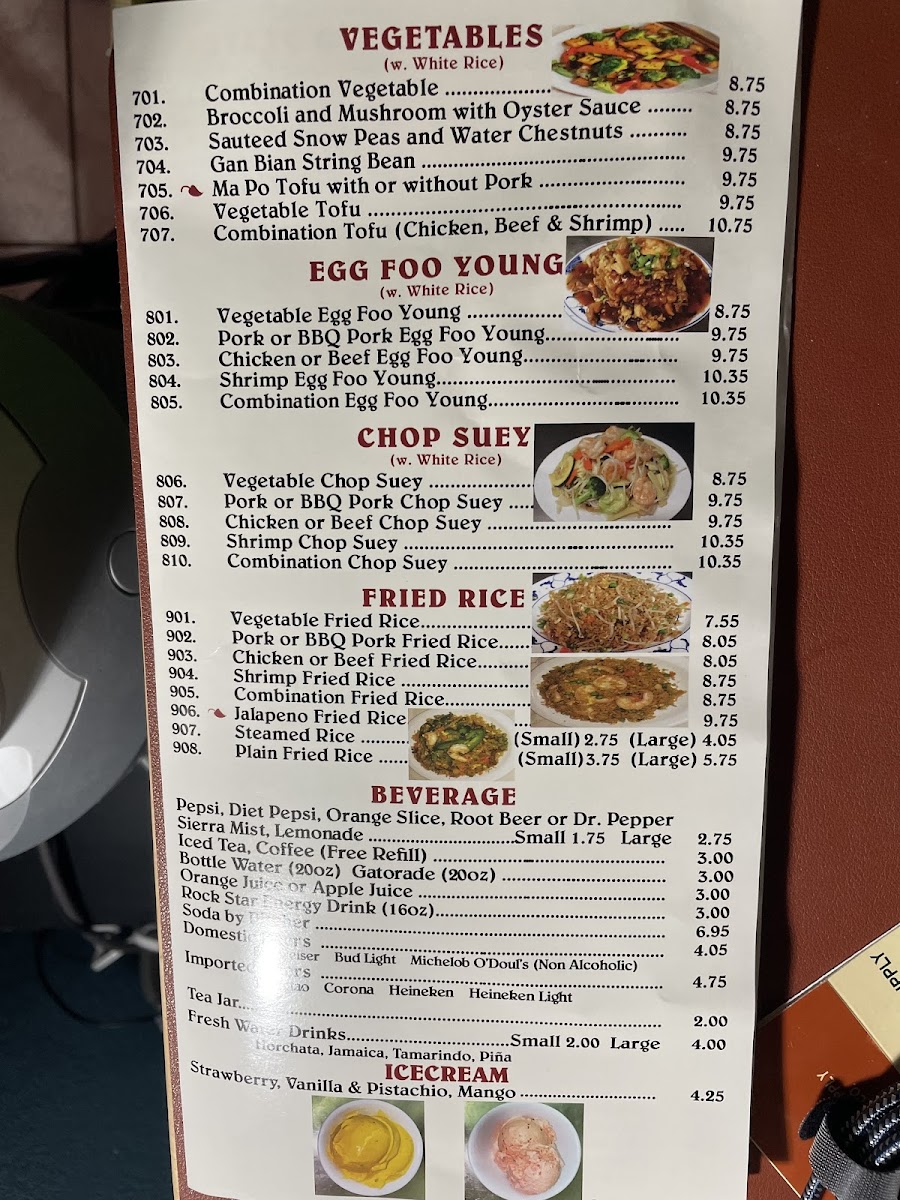 VEGETABLES
(w. White Rice)
701. Combination Vegetable .................... 8.75
702. Broccoli and Mushroom with Oyster Sauce ........ 8.75
703. Sauteed Snow Peas and Water Chestnuts .......... 8.75
704. Gan Bian String Bean ............................................... 9.75
705. Ma Po Tofu with or without Pork ........................... 9.75
706. Vegetable Tofu ....................................................... 9.75
707. Combination Tofu (Chicken, Beef & Shrimp) ..... 10.75
EGG FOO YOUNG
(w. White Rice)
801. Vegetable Egg Foo Young ................. 8.75
802. Pork or BBQ Pork Egg Foo Young........................ 9.75
803. Chicken or Beef Egg Foo Young........................... 9.75
804. Shrimp Egg Foo Young........................................... 10.35
805. Combination Egg Foo Young.................................. 10.35
CHOP SUEY
(w. White Rice)
806. Vegetable Chop Suey .................... 8.75
807. Pork or BBQ Pork Chop Suey ..... 9.75
808. Chicken or Beef Chop Suey ................................ 9.75
809. Shrimp Chop Suey ............................................... 10.35
810. Combination Chop Suey ...................................... 10.35
FRIED RICE
901. Vegetable Fried Rice.................... 7.55
902. Pork or BBQ Pork Fried Rice...... 8.05
903. Chicken or Beef Fried Rice.......... 8.05
904. Shrimp Fried Rice ........................ 8.75
905. Combination Fried Rice................ 8.75
906. Jalapeno Fried Rice 9.75
907. Steamed Rice .......... (Small) 2.75 (Large) 4.05
908. Plain Fried Rice ...... (Small) 3.75 (Large) 5.75
BEVERAGE
Pepsi, Diet Pepsi, Orange Slice, Root Beer or Dr. Pepper
Sierra Mist, Lemonade ..............................Small 1.75 Large 2.75
Iced Tea, Coffee (Free Refill) ............................................. 3.00
Bottle Water (20oz) Gatorade (20oz) ................................ 3.00
Orange Juice or Apple Juice ............................................... 3.00
Rock Star Energy Drink (16oz)............................................ 3.00
Soda by ..................................................................... 6.95
Domestic ................................................................. 4.05
Bud Light Michelob O'Doul's (Non Alcoholic)
Imported ................................................................. 4.75
Corona Heineken Heineken Light
Tea Jar................................................................................ 2.00
Fresh Water Drinks.................................Small 2.00 Large 4.00
Horchata, Jamaica, Tamarindo, Piña
ICECREAM
Strawberry, Vanilla & Pistachio, Mango ........................... 4.25